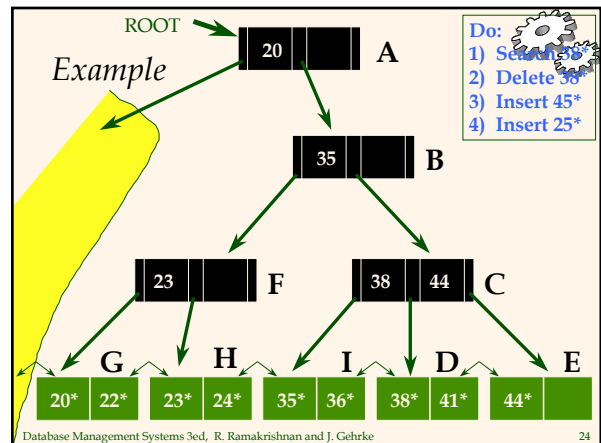 ROOT
Example
20
A
Do:
1) Search 38*
2) Delete 38*
3) Insert 45*
4) Insert 25*
35
B
23
F
38 44
C
G
H
I
D
E
20* 22*
23* 24*
35* 36*
38* 41*
44*
Database Management Systems 3ed, R. Ramakrishnan and J. Gehrke
24